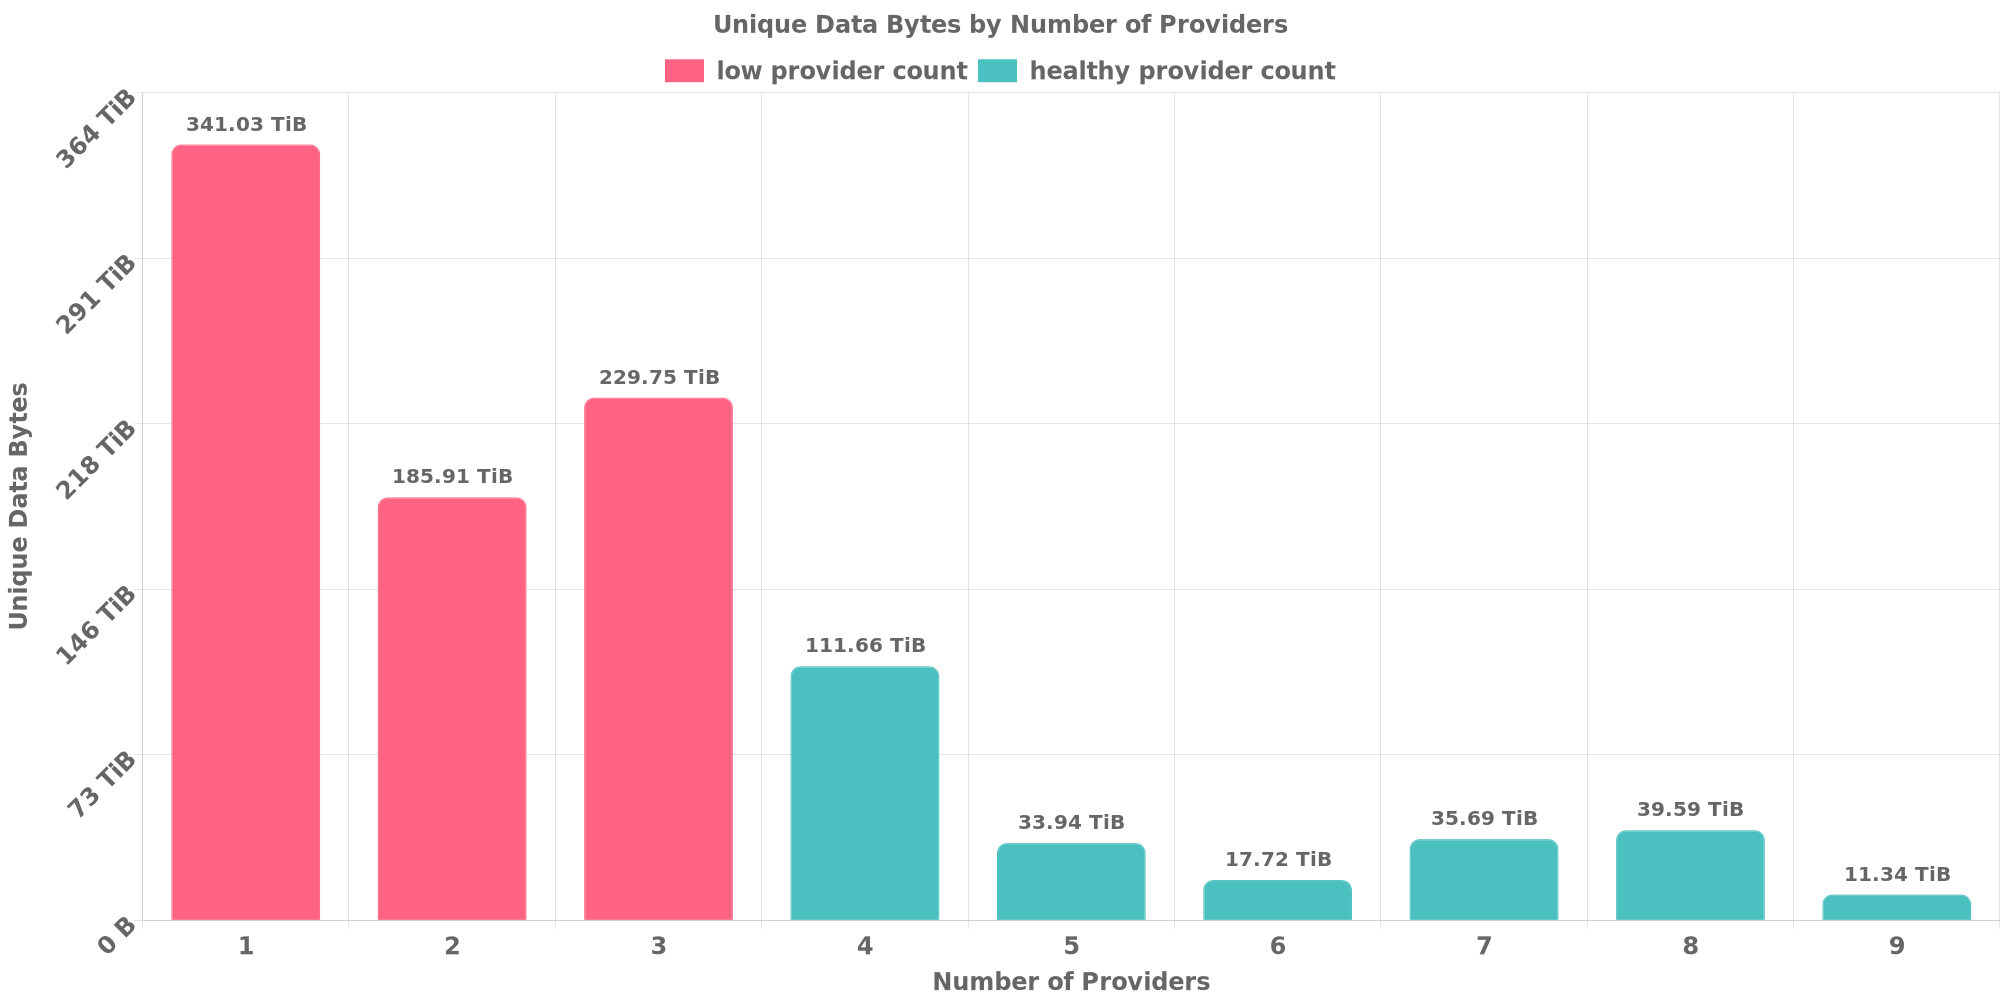 Unique Data Bytes by Number of Providers
low provider count healthy provider count
364 TiB
291 TiB
218 TiB
146 TiB
73 TiB
0 B
Unique Data Bytes
341.03 TiB
185.91 TiB
229.75 TiB
111.66 TiB
33.94 TiB
17.72 TiB
35.69 TiB
39.59 TiB
11.34 TiB
1 2 3 4 5 6 7 8 9
Number of Providers